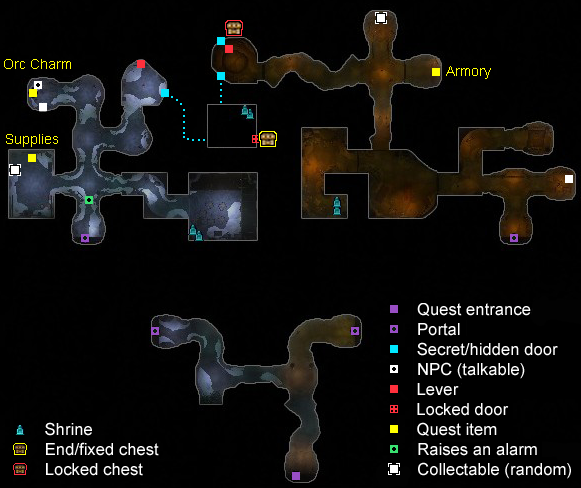 Orc Charm
Armory
Supplies
Quest entrance
Portal
Secret/hidden door
NPC (talkable)
Lever
Locked door
Quest item
Raises an alarm
Collectable (random)
Shrine
End/fixed chest
Locked chest